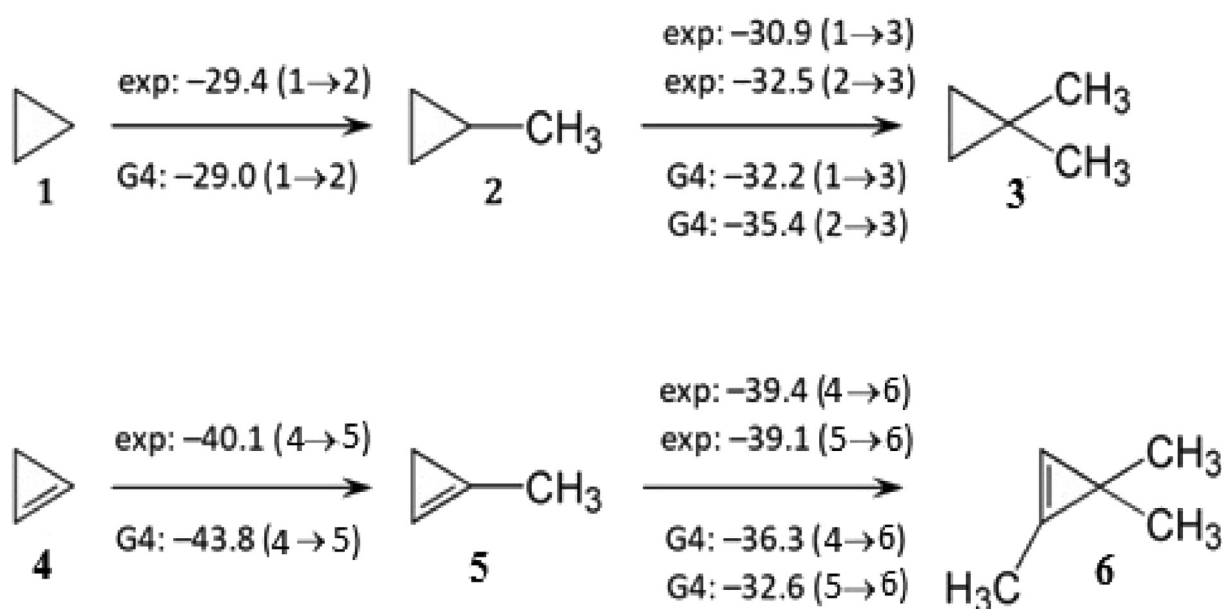 exp: –30.9 (1→3)
exp: –29.4 (1→2)
exp: –32.5 (2→3)
CH3
CH3
CH3
G4: –29.0 (1→2)
G4: –32.2 (1→3)
1
2
3
G4: –35.4 (2→3)
exp: –39.4 (4→6)
exp: –40.1 (4→5)
exp: –39.1 (5→6)
CH3
CH3
CH3
G4: –43.8 (4→5)
G4: –36.3 (4→6)
4
5
6
G4: –32.6 (5→6)
H3C